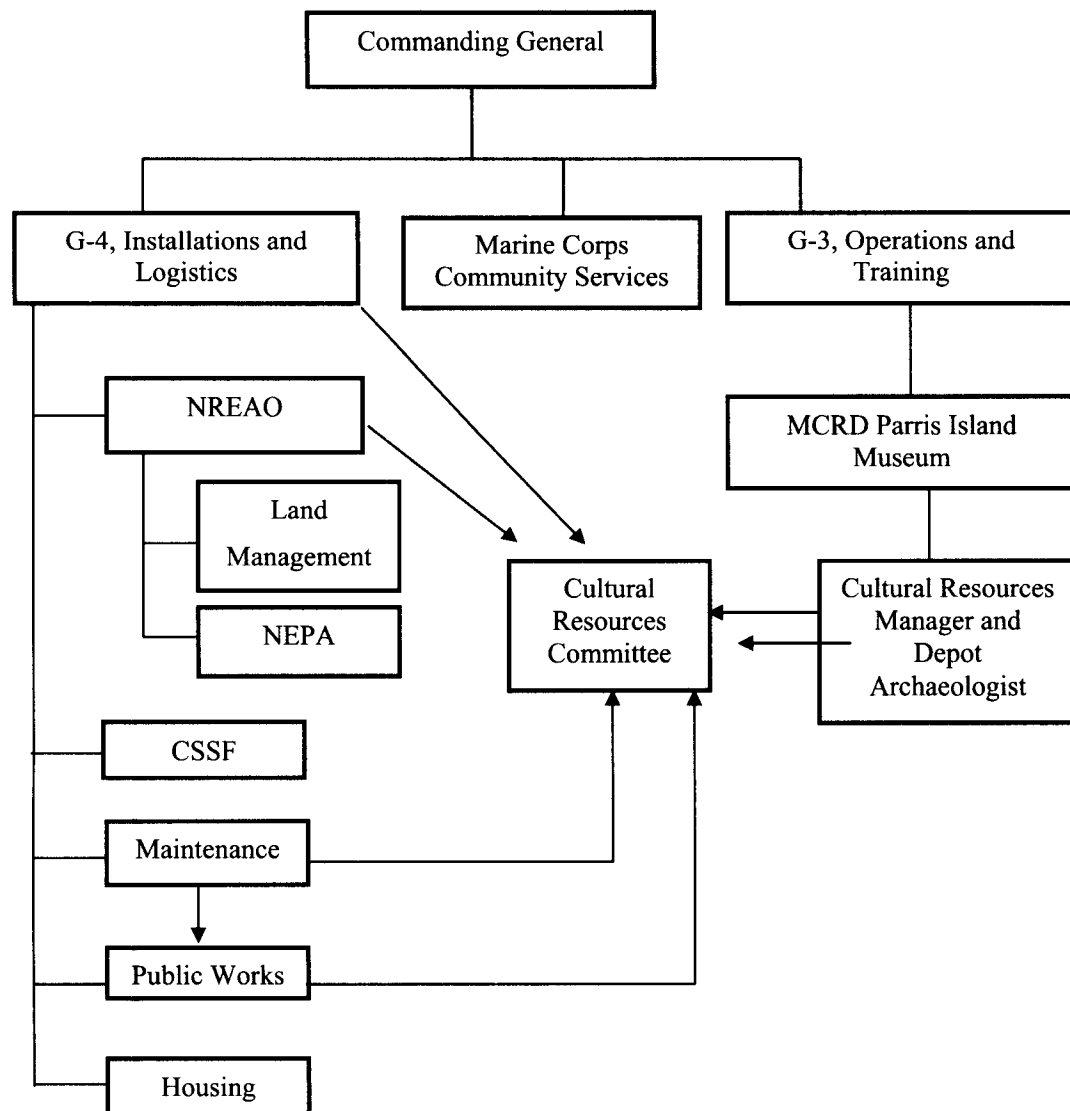 Commanding General
G-4, Installations and
Logistics
Marine Corps
Community Services
G-3, Operations and
Training
NREAO
MCRD Parris Island
Museum
Land
Management
NEPA
Cultural
Resources
Committee
Cultural Resources
Manager and
Depot
Archaeologist
CSSF
Maintenance
Public Works
Housing